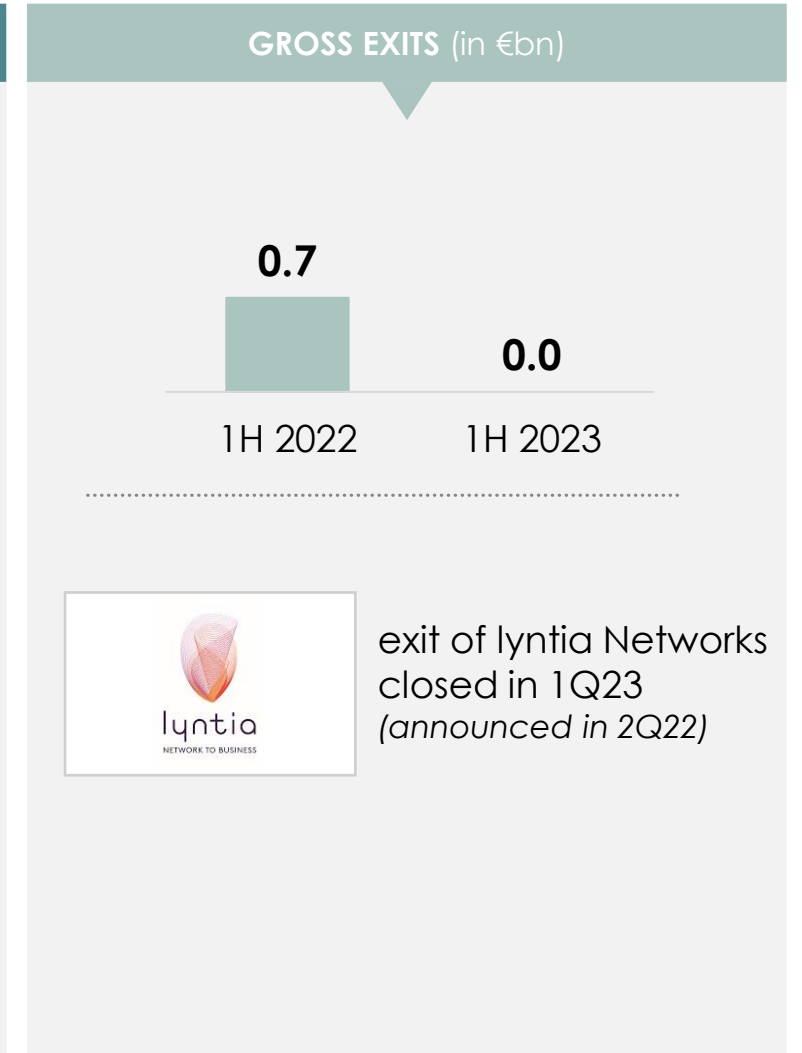 GROSS EXITS (in €bn)
0.7
0.0
1H 2022
1H 2023
lyntia
NETWORK TO BUSINESS
exit of lyntia Networks
closed in 1Q23
(announced in 2Q22)